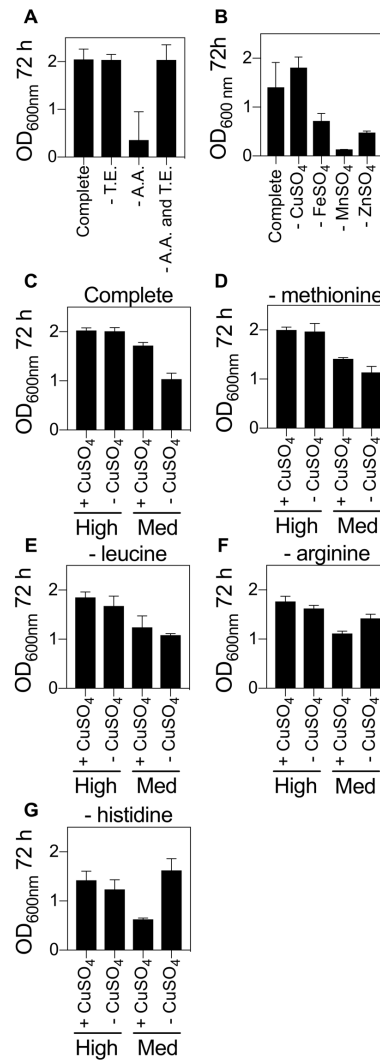 A
OD600nm 72 h
2
1
0
Complete
- T.E.
- A.A.
- A.A. and T.E.
B
OD600 nm 72h
2
1
0
Complete
- CuSO4
- FeSO4
- MnSO4
- ZnSO4
C
Complete
OD600nm 72 h
2
1
0
+ CuSO4
- CuSO4
+ CuSO4
- CuSO4
High Med
D
- methionine
OD600nm 72 h
2
1
0
+ CuSO4
- CuSO4
+ CuSO4
- CuSO4
High Med
E
- leucine
OD600nm 72 h
2
1
0
+ CuSO4
- CuSO4
+ CuSO4
- CuSO4
High Med
F
- arginine
OD600nm 72 h
2
1
0
+ CuSO4
- CuSO4
+ CuSO4
- CuSO4
High Med
G
- histidine
OD600nm 72 h
2
1
0
+ CuSO4
- CuSO4
+ CuSO4
- CuSO4
High Med